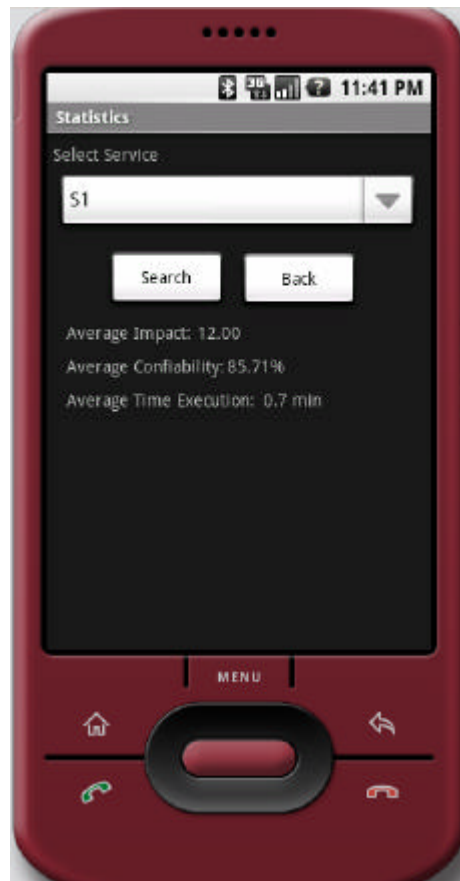 3G
11:41 PM
Statistics
Select Service
S1
Search Back
Average Impact: 12.00
Average Confiability: 85.71%
Average Time Execution: 0.7 min
MENU